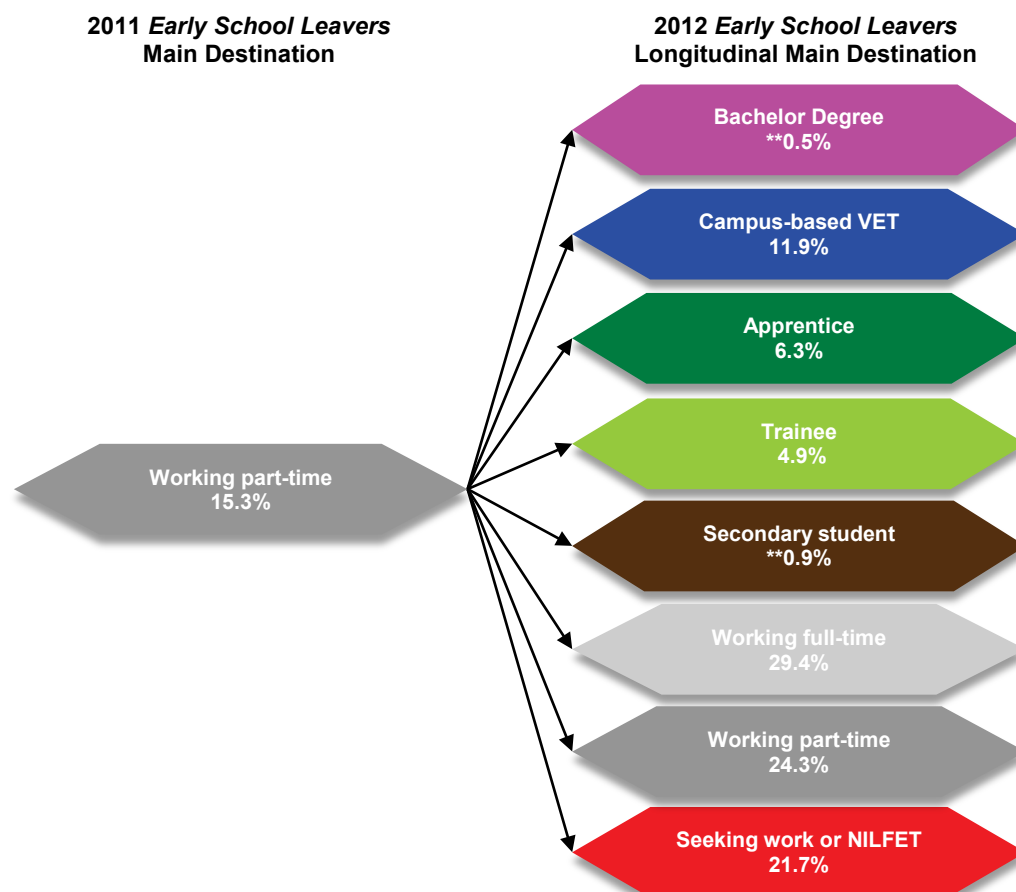 2011 Early School Leavers
Main Destination
2012 Early School Leavers
Longitudinal Main Destination
Bachelor Degree
**0.5%
Campus-based VET
11.9%
Apprentice
6.3%
Trainee
4.9%
Working part-time
15.3%
Secondary student
**0.9%
Working full-time
29.4%
Working part-time
24.3%
Seeking work or NILFET
21.7%